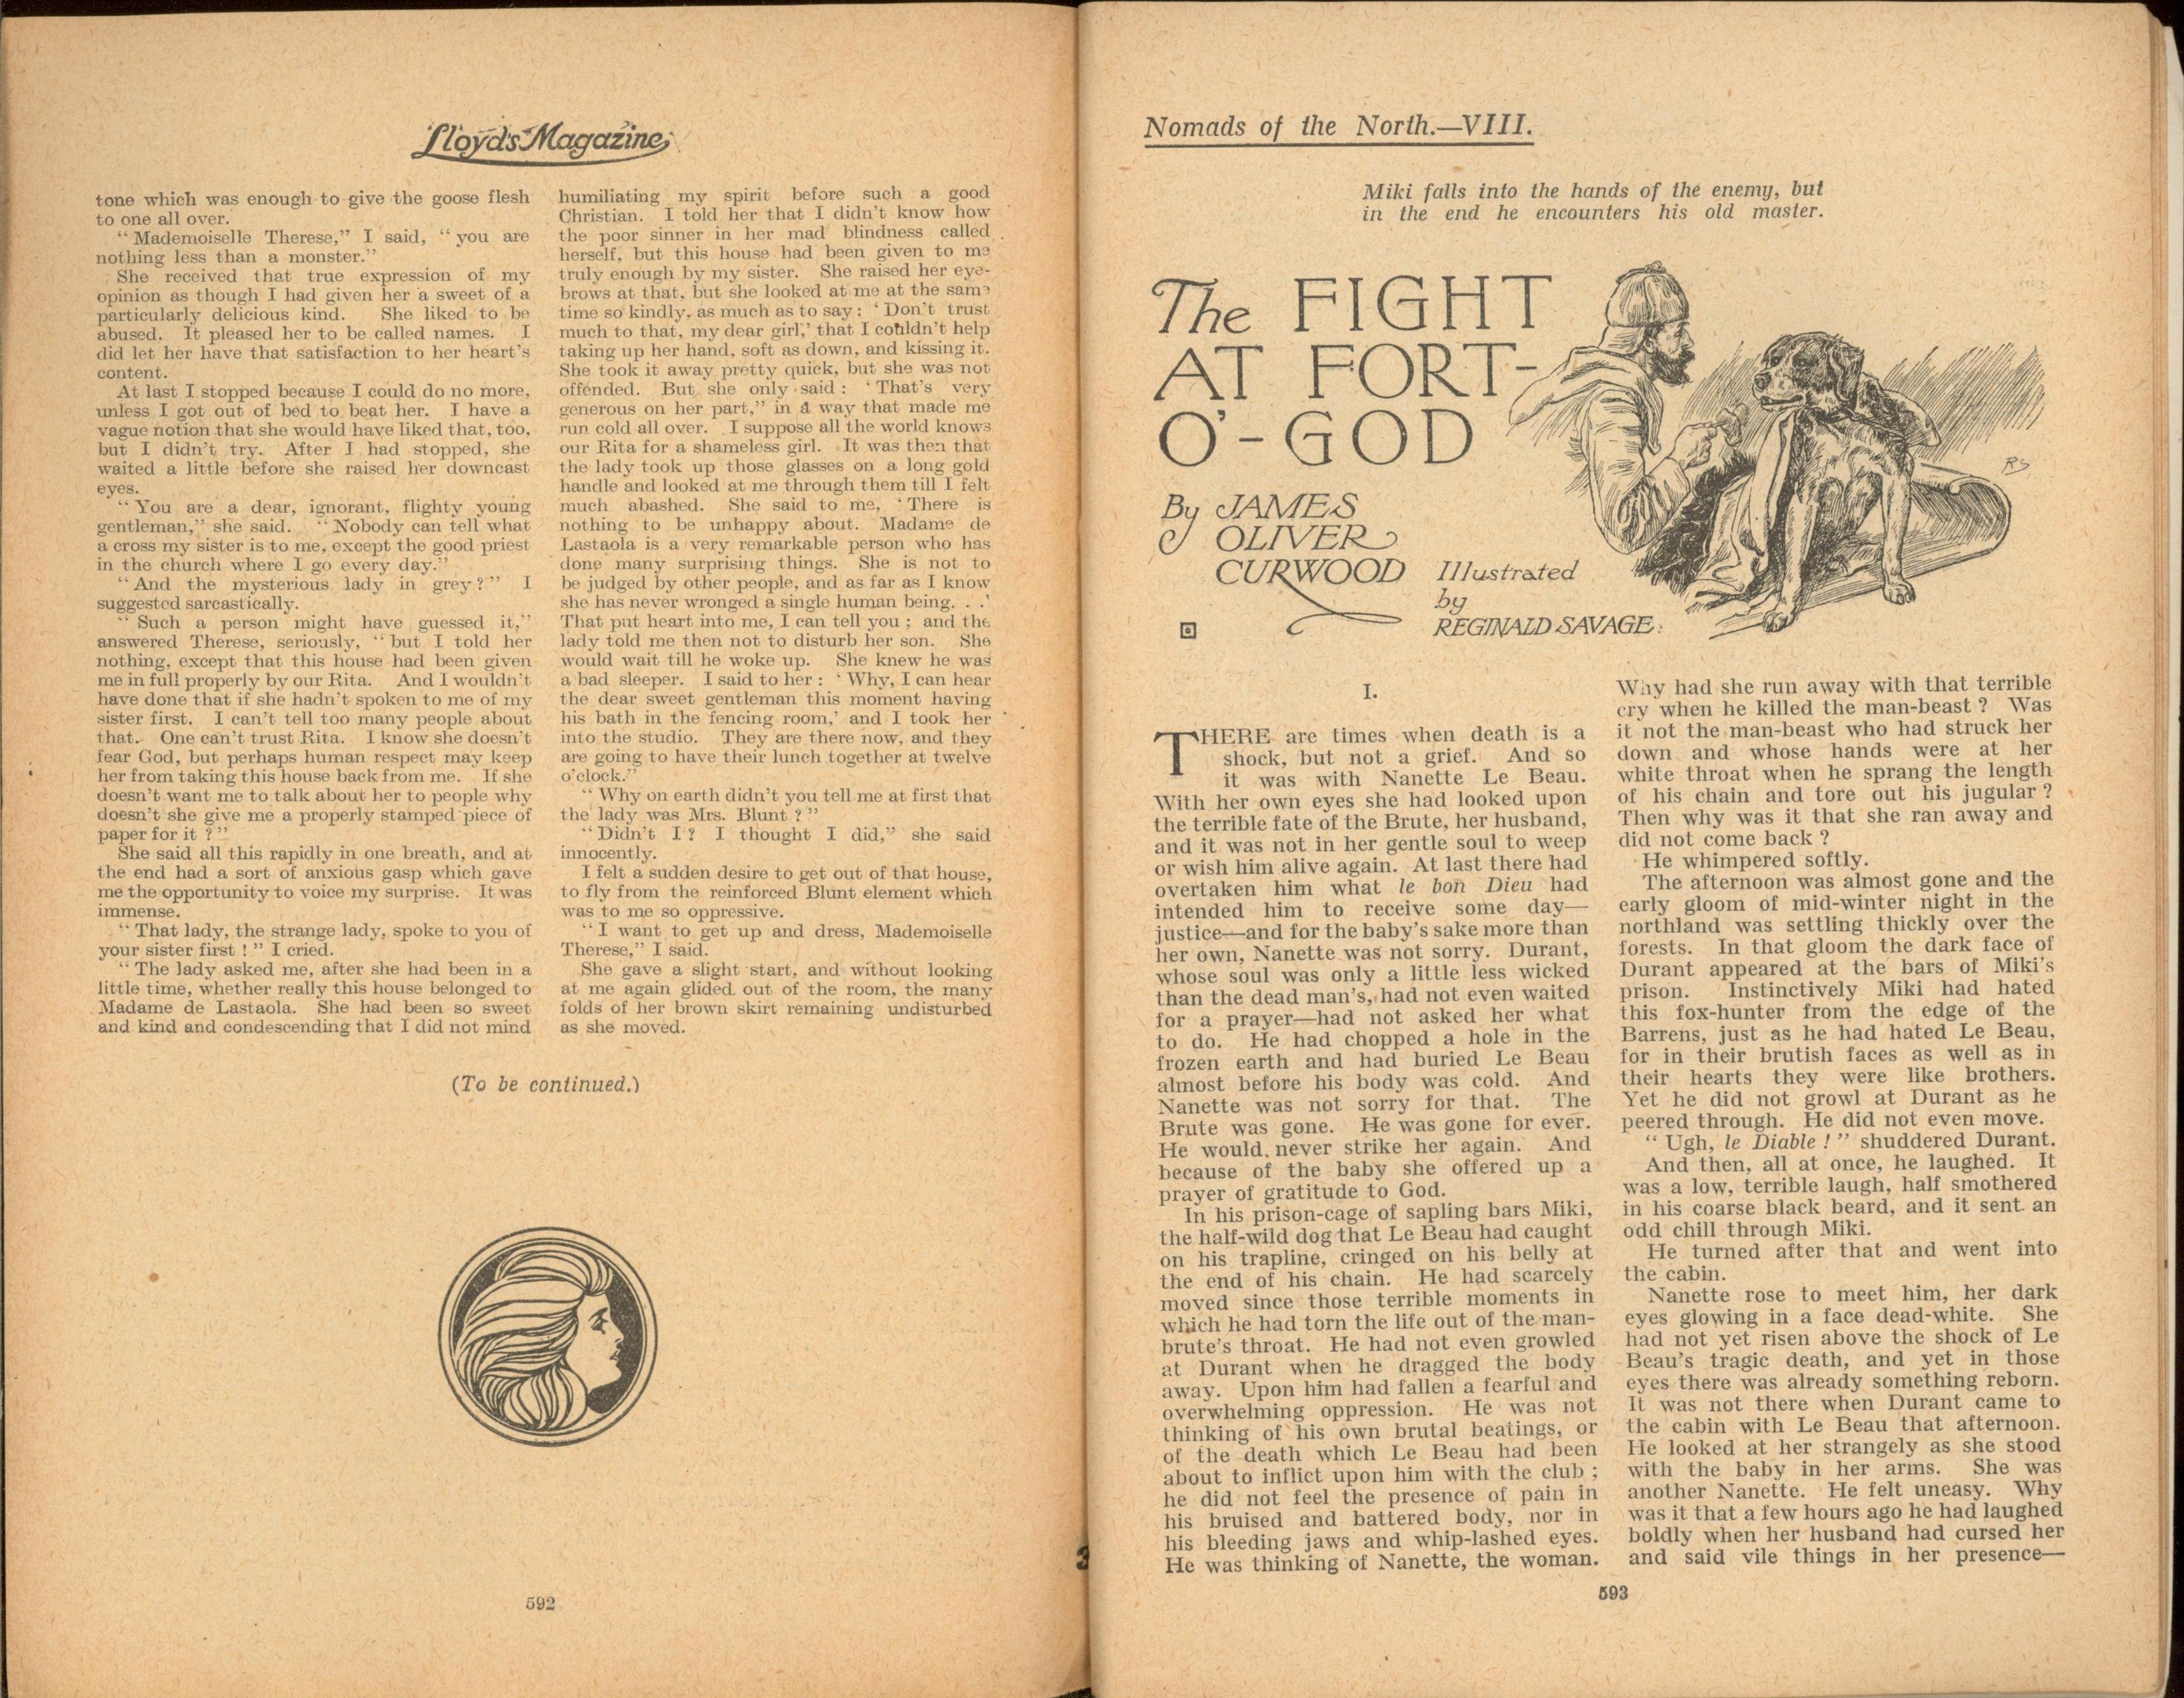 Lloyd's Magazine
tone which was enough to give the goose flesh
to one all over.
“Mademoiselle Therese,” I said, “you are
nothing less than a monster.”
She received that true expression of my
opinion as though I had given her a sweet of a
particularly delicious kind. She liked to be
abused. It pleased her to be called names. I
did let her have that satisfaction to her heart's
content.
At last I stopped because I could do no more,
unless I got out of bed to beat her. I have a
vague notion that she would have liked that, too,
but I didn't try. After I had stopped, she
waited a little before she raised her downcast
eyes.
“You are a dear, ignorant, flighty young
gentleman,” she said. “Nobody can tell what
a cross my sister is to me, except the good priest
in the church where I go every day.”
“And the mysterious lady in grey?” I
suggested sarcastically.
“Such a person might have guessed it,”
answered Therese, seriously, “but I told her
nothing, except that this house had been given
me in full properly by our Rita. And I wouldn't
have done that if she hadn't spoken to me of my
sister first. I can't tell too many people about
that. One can't trust Rita. I know she doesn't
fear God, but perhaps human respect may keep
her from taking this house back from me. If she
doesn't want me to talk about her to people why
doesn't she give me a properly stamped piece of
paper for it?”
She said all this rapidly in one breath, and at
the end had a sort of anxious gasp which gave
me the opportunity to voice my surprise. It was
immense.
“That lady, the strange lady, spoke to you of
your sister first!” I cried.
“The lady asked me, after she had been in a
little time, whether really this house belonged to
Madame de Lastaola. She had been so sweet
and kind and condescending that I did not mind
humiliating my spirit before such a good
Christian. I told her that I didn't know how
the poor sinner in her mad blindness called
herself, but this house had been given to me
truly enough by my sister. She raised her eye-
brows at that, but she looked at me at the same
time so kindly, as much as to say: ‘Don't trust
much to that, my dear girl,’ that I couldn't help
taking up her hand, soft as down, and kissing it.
She took it away pretty quick, but she was not
offended. But she only said: ‘That's very
generous on her part,” in a way that made me
run cold all over. I suppose all the world knows
our Rita for a shameless girl. It was then that
the lady took up those glasses on a long gold
handle and looked at me through them till I felt
much abashed. She said to me, ‘There is
nothing to be unhappy about. Madame de
Lastaola is a very remarkable person who has
done many surprising things. She is not to
be judged by other people, and as far as I know
she has never wronged a single human being. . .’
That put heart into me, I can tell you; and the
lady told me then not to disturb her son. She
would wait till he woke up. She knew he was
a bad sleeper. I said to her: ‘Why, I can hear
the dear sweet gentleman this moment having
his bath in the fencing room,’ and I took her
into the studio. They are there now, and they
are going to have their lunch together at twelve
o'clock.”
“Why on earth didn't you tell me at first that
the lady was Mrs. Blunt?”
“Didn't I? I thought I did,” she said
innocently.
I felt a sudden desire to get out of that house,
to fly from the reinforced Blunt element which
was to me so oppressive.
“I want to get up and dress, Mademoiselle
Therese,” I said.
She gave a slight start, and without looking
at me again glided out of the room, the many
folds of her brown skirt remaining undisturbed
as she moved.
(To be continued.)
592
Nomads of the North.—VIII.
Miki falls into the hands of the enemy, but
in the end he encounters his old master.
The FIGHT
AT FORT-
O'-GOD
By JAMES
OLIVER
CURWOOD
Illustrated
by
REGINALD SAVAGE.
RS
I.
THERE are times when death is a
shock, but not a grief. And so
it was with Nanette Le Beau.
With her own eyes she had looked upon
the terrible fate of the Brute, her husband,
and it was not in her gentle soul to weep
or wish him alive again. At last there had
overtaken him what le bon Dieu had
intended him to receive some day—
justice—and for the baby's sake more than
her own, Nanette was not sorry. Durant,
whose soul was only a little less wicked
than the dead man's, had not even waited
for a prayer—had not asked her what
to do. He had chopped a hole in the
frozen earth and had buried Le Beau
almost before his body was cold. And
Nanette was not sorry for that. The
Brute was gone. He was gone for ever.
He would never strike her again. And
because of the baby she offered up a
prayer of gratitude to God.
In his prison-cage of sapling bars Miki,
the half-wild dog that Le Beau had caught
on his trapline, cringed on his belly at
the end of his chain. He had scarcely
moved since those terrible moments in
which he had torn the life out of the man-
brute's throat. He had not even growled
at Durant when he dragged the body
away. Upon him had fallen a fearful and
overwhelming oppression. He was not
thinking of his own brutal beatings, or
of the death which Le Beau had been
about to inflict upon him with the club;
he did not feel the presence of pain in
his bruised and battered body, nor in
his bleeding jaws and whip-lashed eyes.
He was thinking of Nanette, the woman.
Why had she run away with that terrible
cry when he killed the man-beast? Was
it not the man-beast who had struck her
down and whose hands were at her
white throat when he sprang the length
of his chain and tore out his jugular?
Then why was it that she ran away and
did not come back?
He whimpered softly.
The afternoon was almost gone and the
early gloom of mid-winter night in the
northland was settling thickly over the
forests. In that gloom the dark face of
Durant appeared at the bars of Miki's
prison. Instinctively Miki had hated
this fox-hunter from the edge of the
Barrens, just as he had hated Le Beau,
for in their brutish faces as well as in
their hearts they were like brothers.
Yet he did not growl at Durant as he
peered through. He did not even move.
“Ugh, le Diable!” shuddered Durant.
And then, all at once, he laughed. It
was a low, terrible laugh, half smothered
in his coarse black beard, and it sent an
odd chill through Miki.
He turned after that and went into
the cabin.
Nanette rose to meet him, her dark
eyes glowing in a face dead-white. She
had not yet risen above the shock of Le
Beau's tragic death, and yet in those
eyes there was already something reborn.
It was not there when Durant came to
the cabin with Le Beau that afternoon.
He looked at her strangely as she stood
with the baby in her arms. She was
another Nanette. He felt uneasy. Why
was it that a few hours ago he had laughed
boldly when her husband had cursed her
and said vile things in her presence—
593